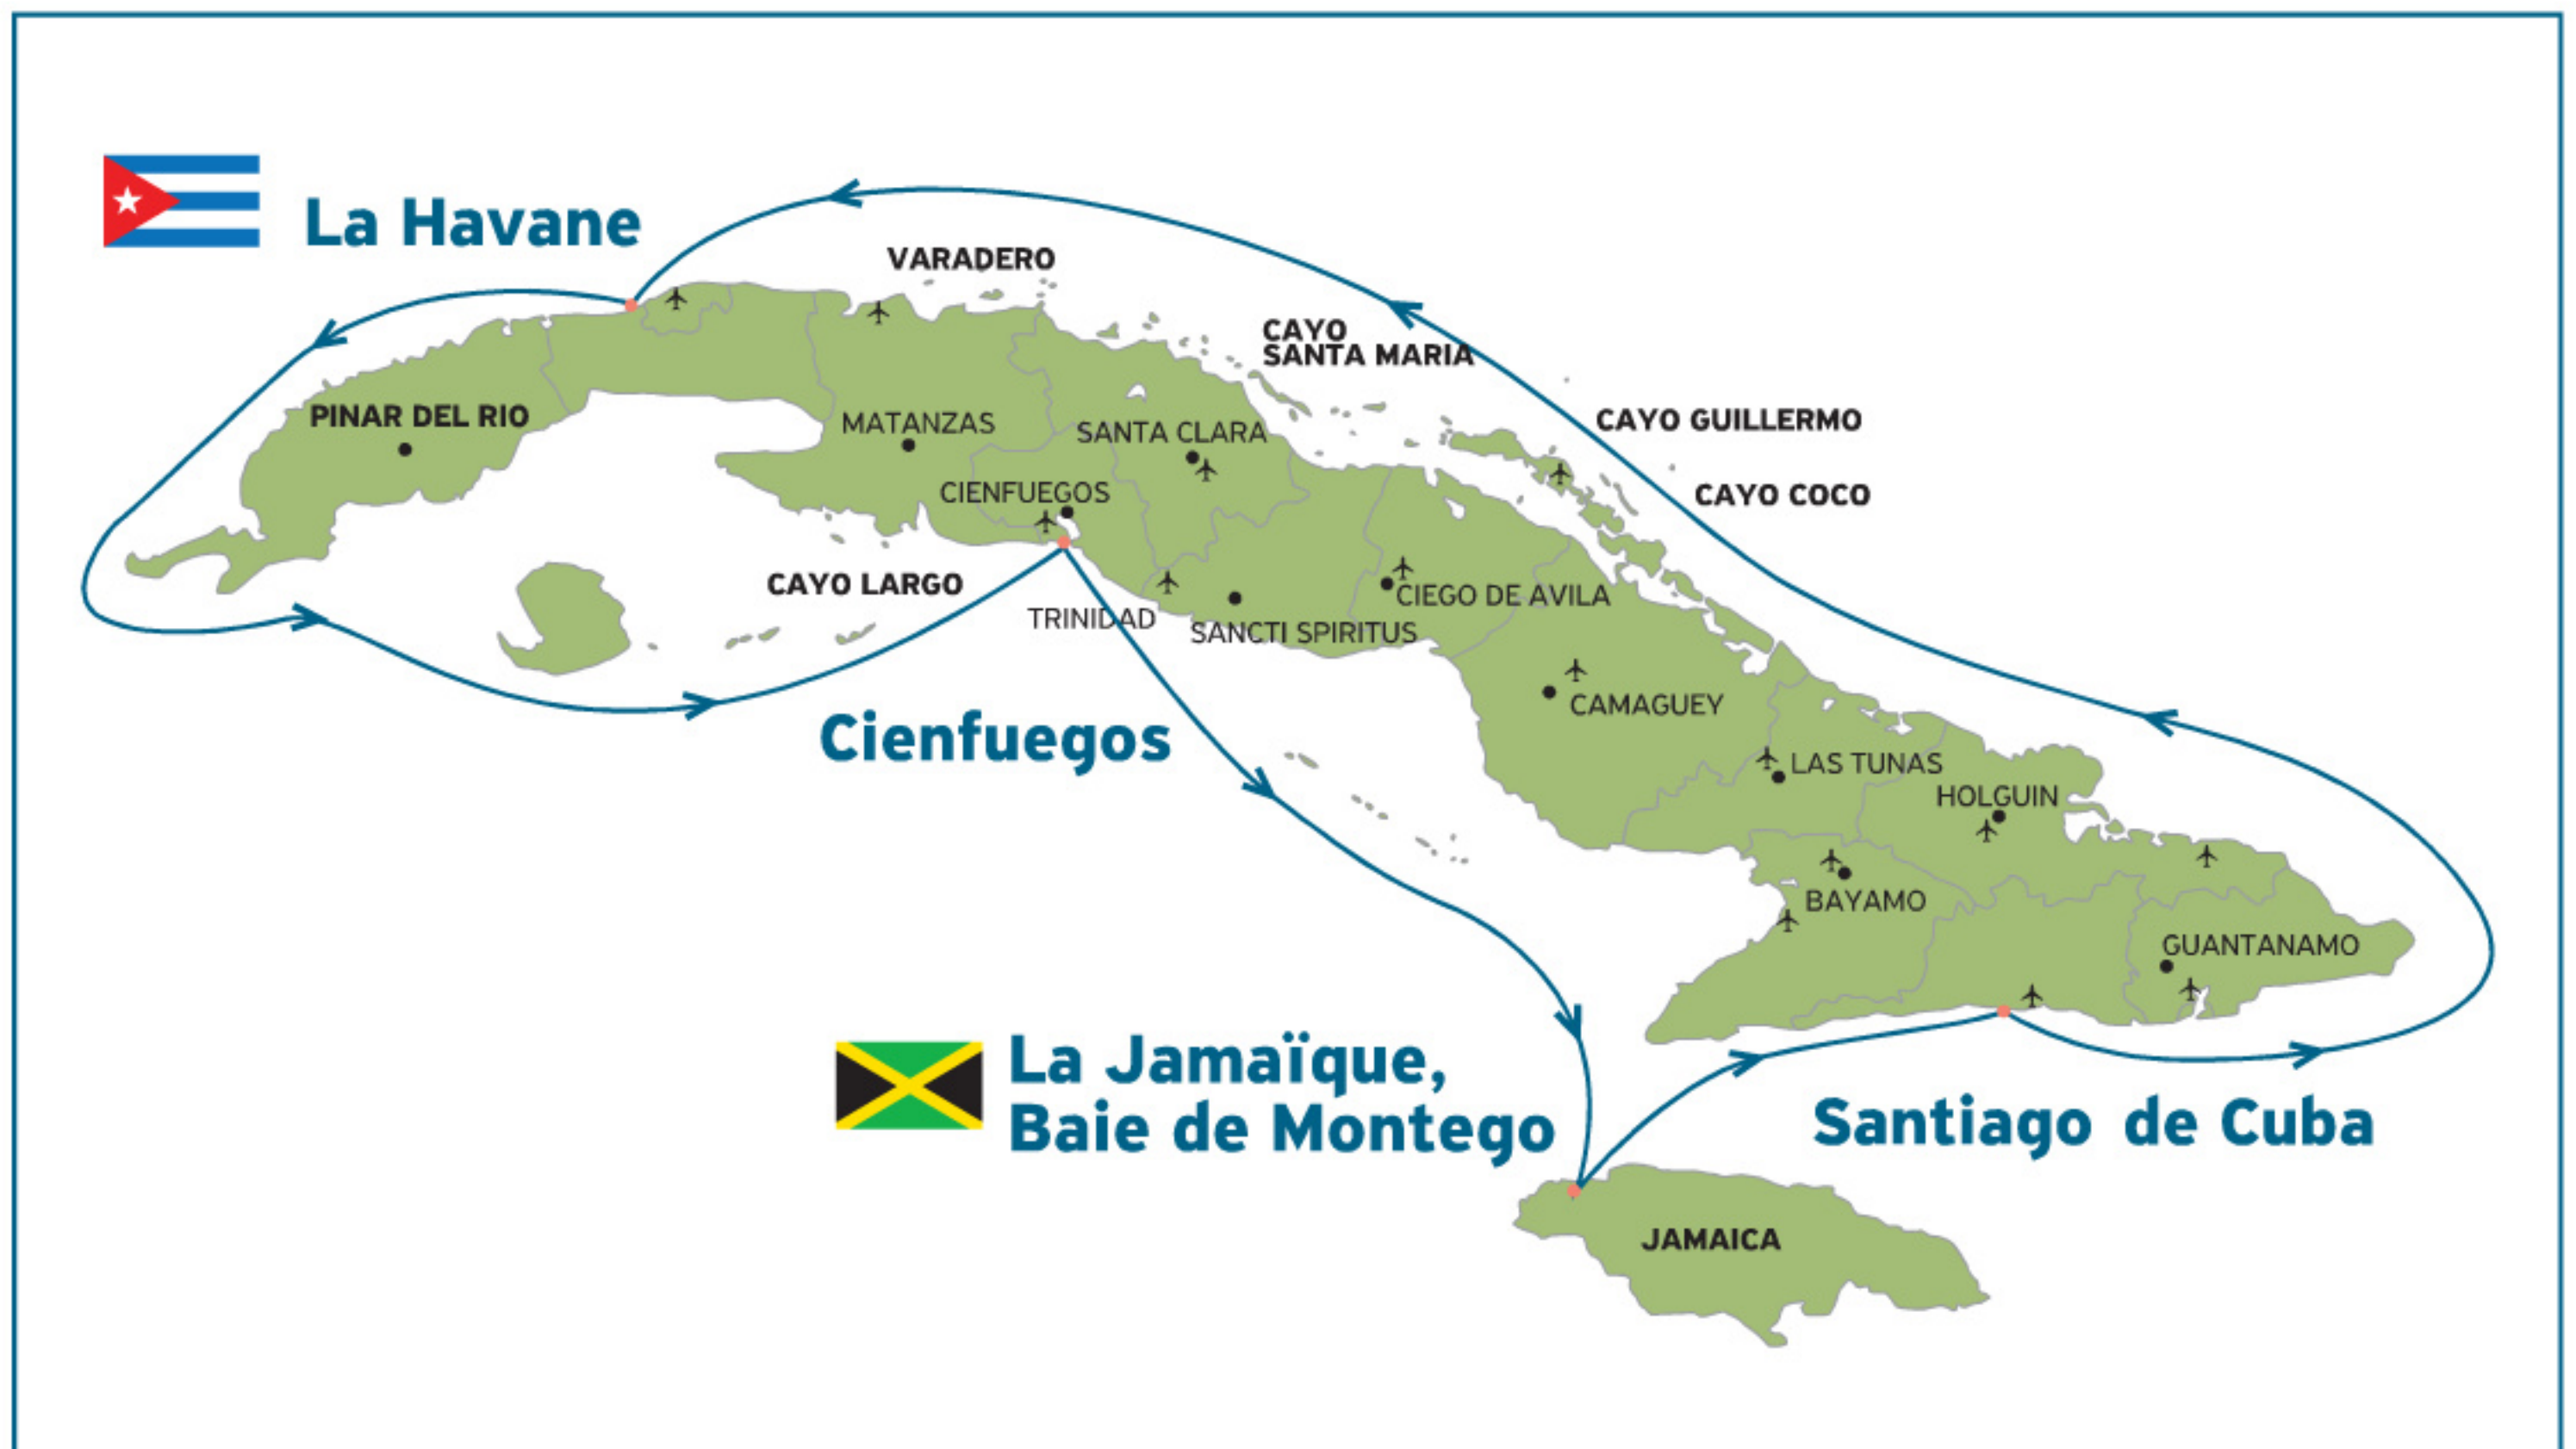 La Havane
VARADERO
CAYO
SANTA MARIA
PINAR DEL RIO
MATANZAS
SANTA CLARA
CAYO GUILLERMO
CIENFUEGOS
CAYO COCO
CAYO LARGO
TRINIDAD
SANCTI SPIRITUS
CIEGO DE AVILA
CAMAGUEY
Cienfuegos
LAS TUNAS
HOLGUIN
BAYAMO
GUANTANAMO
La Jamaïque,
Baie de Montego
Santiago de Cuba
JAMAICA